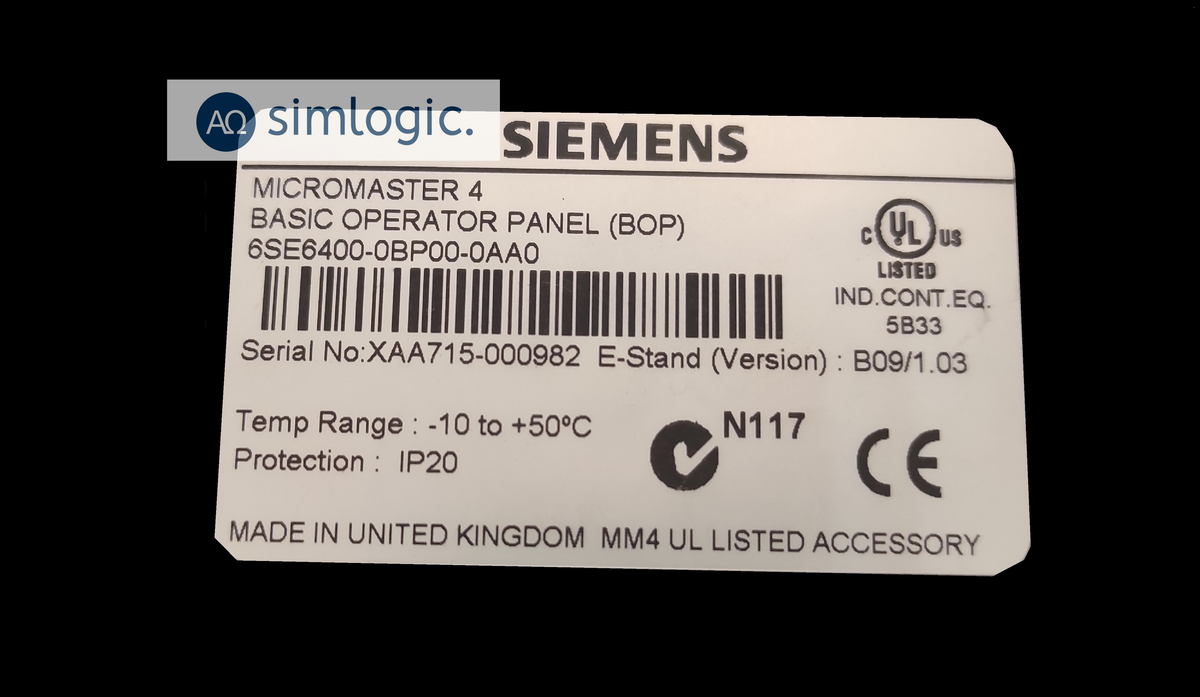 ΑΩ simlogic.
SIEMENS
MICROMASTER 4
BASIC OPERATOR PANEL (BOP)
6SE6400-0BP00-0AA0
C UL US
LISTED
IND.CONT.EQ.
5B33
Serial No:XAA715-000982 E-Stand (Version) : B09/1.03
Temp Range : -10 to +50ºC
N117
CE
Protection : IP20
MADE IN UNITED KINGDOM MM4 UL LISTED ACCESSORY